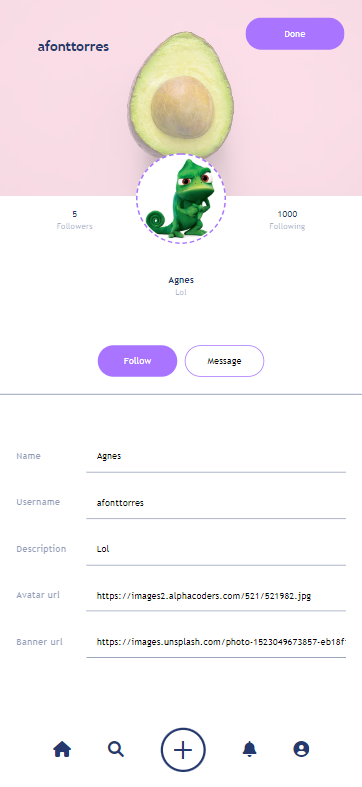 afonttorres
Done
5
Followers
1000
Following
Agnes
Lol
Follow
Message
Name
Agnes
Username
afonttorres
Description
Lol
Avatar url
https://images2.alphacoders.com/521/521982.jpg
Banner url
https://images.unsplash.com/photo-1523049673857-eb18f